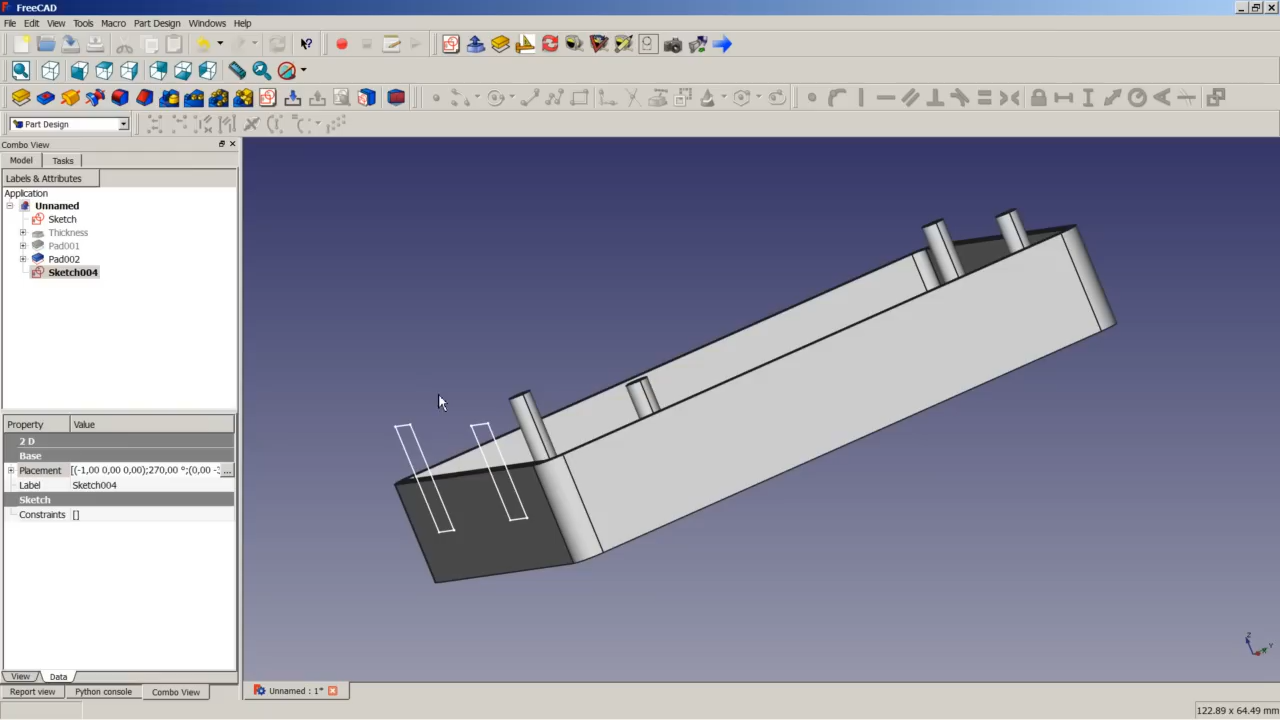 FreeCAD
File Edit View Tools Macro Part Design Windows Help
Part Design
Combo View
Model Tasks
Labels & Attributes
Application
Unnamed
Sketch
Thickness
Pad001
Pad002
Sketch004
Property Value
2 D
Base
Placement [(-1,00 0,00 0,00);270,00 °;(0,00 -3 ...
Label Sketch004
Sketch
Constraints []
View Data
Report view Python console Combo View
Unnamed : 1*
Z
Y
122.89 x 64.49 mm